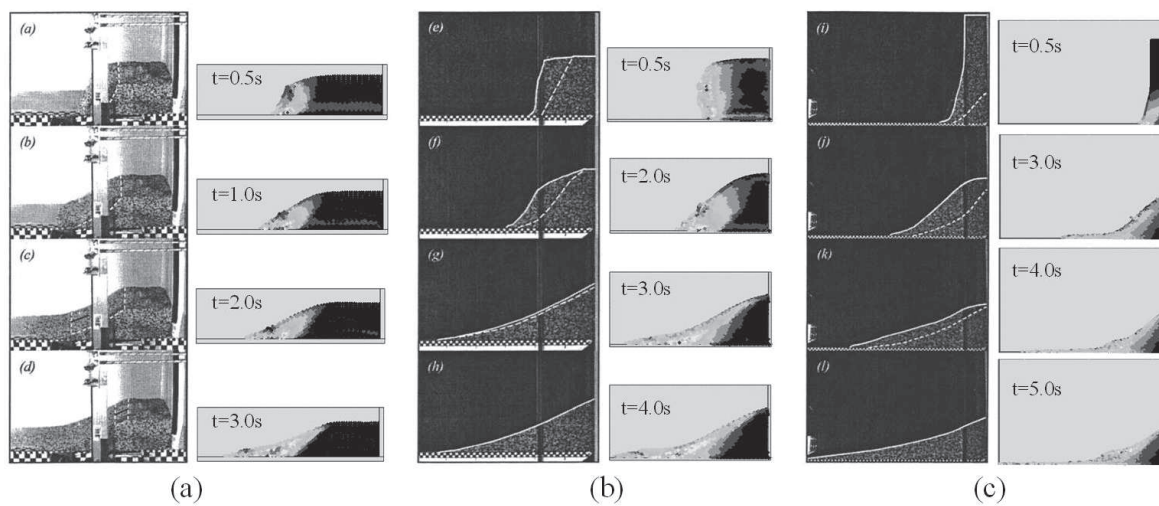 (a)
t=0.5s
(b)
t=1.0s
(c)
t=2.0s
(d)
t=3.0s
(a)
(e)
t=0.5s
(f)
t=2.0s
(g)
t=3.0s
(h)
t=4.0s
(b)
(i)
t=0.5s
(j)
t=3.0s
(k)
t=4.0s
(l)
t=5.0s
(c)